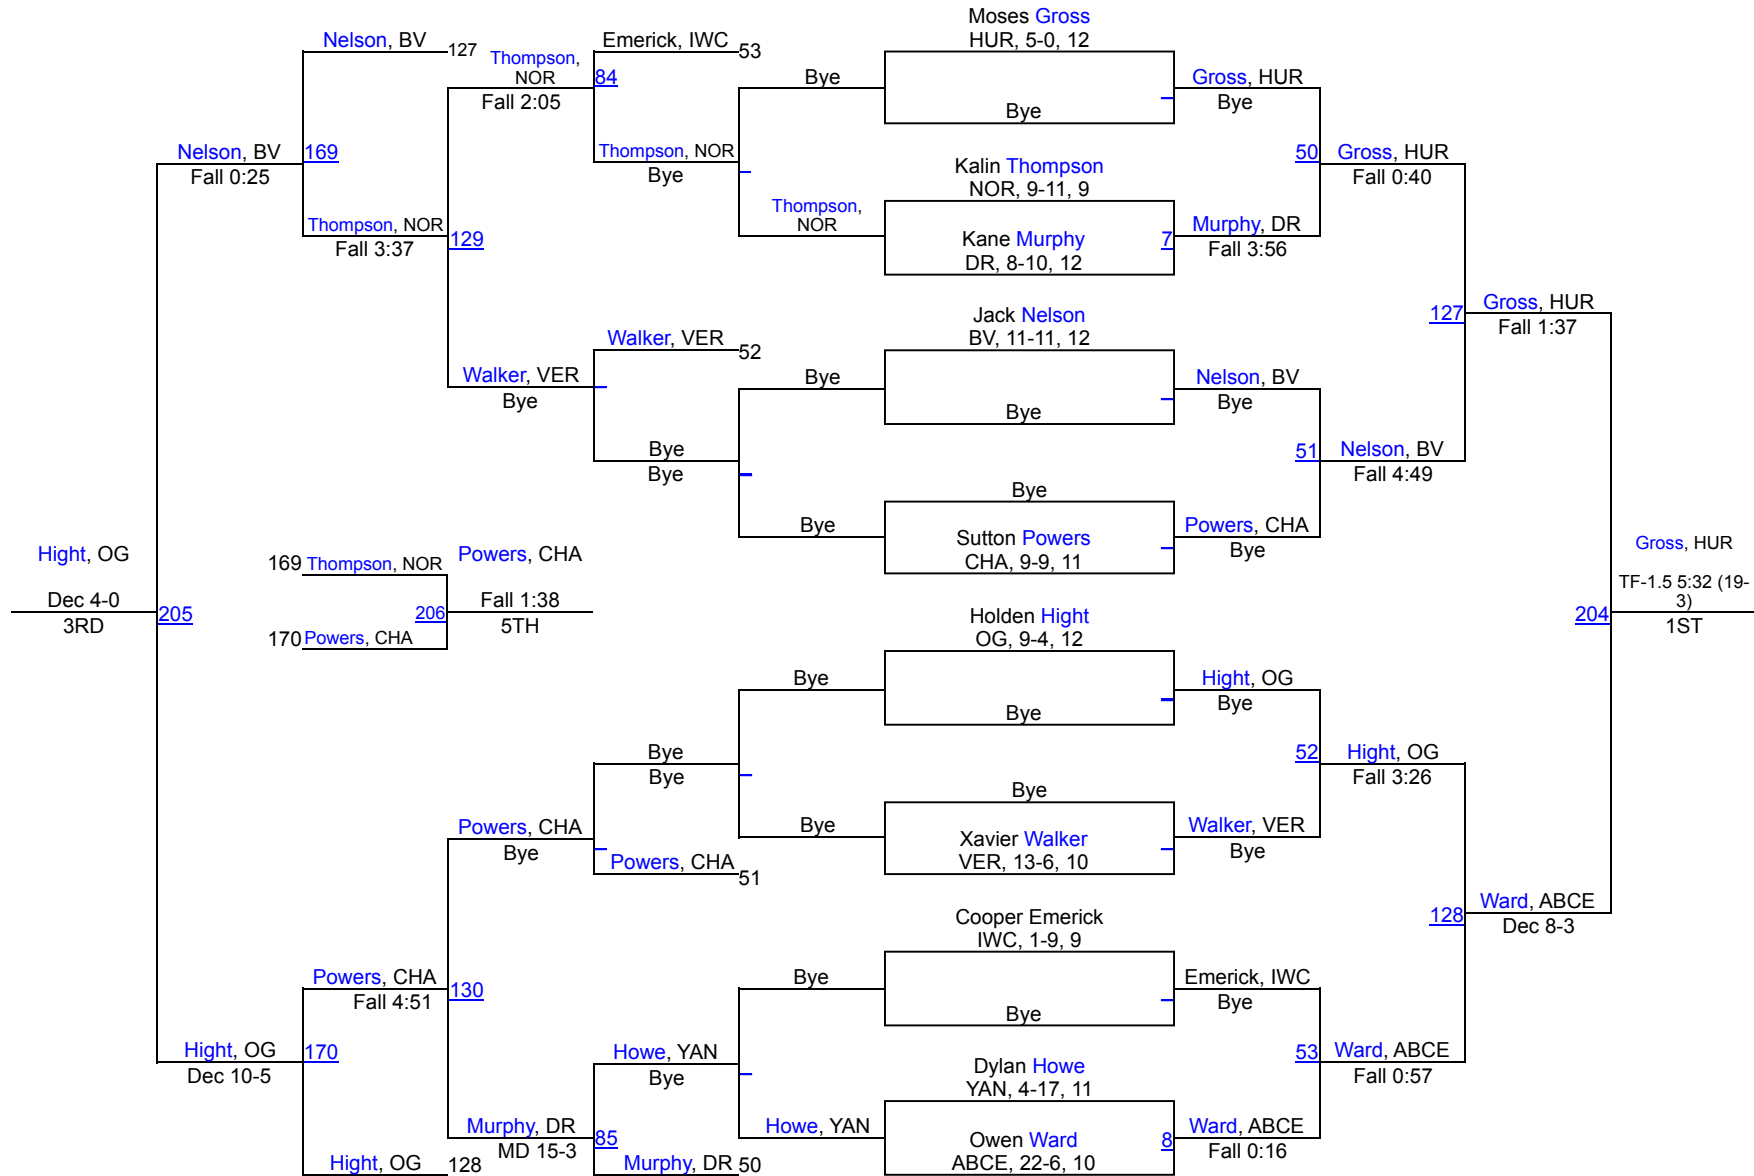 Moses Gross
HUR, 5-0, 12
Nelson, BV
127
Emerick, IWC
53
Thompson,
NOR
84
Fall 2:05
Bye
Bye
Gross, HUR
Bye
Nelson, BV
Fall 0:25
169
Thompson, NOR
Bye
50
Gross, HUR
Fall 0:40
Kalin Thompson
NOR, 9-11, 9
Thompson,
NOR
Kane Murphy
DR, 8-10, 12
7
Murphy, DR
Fall 3:56
Thompson, NOR
Fall 3:37
129
Jack Nelson
BV, 11-11, 12
127
Gross, HUR
Fall 1:37
Walker, VER
52
Walker, VER
Bye
Bye
Bye
Nelson, BV
Bye
Bye
Bye
51
Nelson, BV
Fall 4:49
Bye
Bye
Sutton Powers
CHA, 9-9, 11
Powers, CHA
Bye
Hight, OG
Dec 4-0
3RD
205
169
Thompson, NOR
Powers, CHA
206
Fall 1:38
5TH
170
Powers, CHA
Gross, HUR
TF-1.5 5:32 (19-
3)
204
1ST
Holden Hight
OG, 9-4, 12
Bye
Bye
Hight, OG
Bye
Bye
Bye
52
Hight, OG
Fall 3:26
Bye
Bye
Xavier Walker
VER, 13-6, 10
Walker, VER
Bye
Powers, CHA
Bye
Powers, CHA
51
Cooper Emerick
IWC, 1-9, 9
128
Ward, ABCE
Dec 8-3
Powers, CHA
Fall 4:51
130
Bye
Bye
Emerick, IWC
Bye
Hight, OG
Dec 10-5
170
Howe, YAN
Bye
53
Ward, ABCE
Fall 0:57
Dylan Howe
YAN, 4-17, 11
Murphy, DR
MD 15-3
85
Howe, YAN
Owen Ward
ABCE, 22-6, 10
8
Ward, ABCE
Fall 0:16
Hight, OG
128
Murphy, DR
50